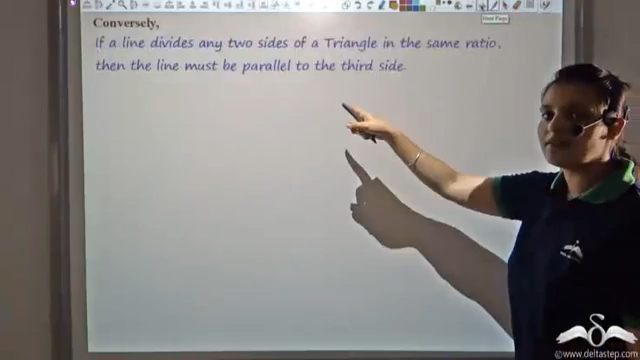 Conversely,
If a line divides any two sides of a Triangle in the same ratio,
then the line must be parallel to the third side.
©www.deltastep.com